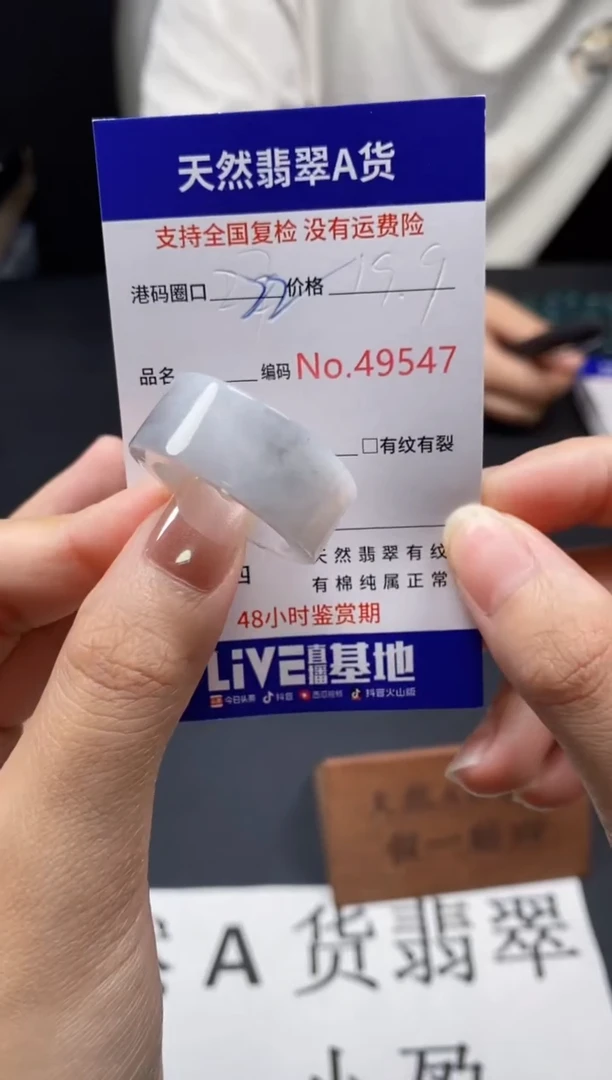 天然翡翠A货
支持全国复检 没有运费险
港码圈口 22 价格 19.9
品名 编码 No.49547
□有纹有裂
天然翡翠有纹
四 有棉纯属正常
48小时鉴赏期
LiVE直播基地
今日头条 抖音 西瓜视频 抖音火山版
A货翡翠